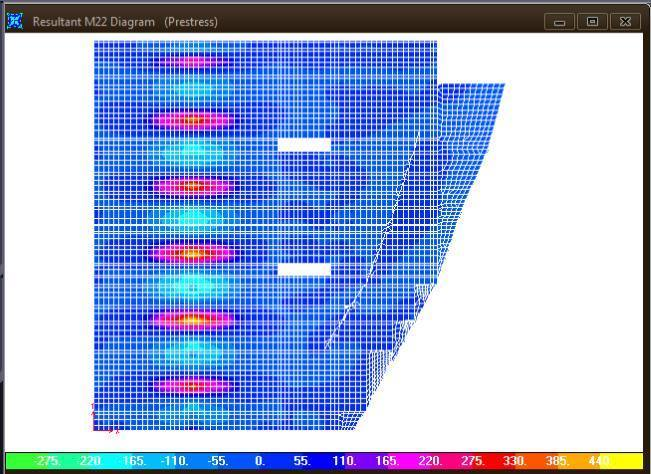 Resultant M22 Diagram (Prestress)
275. -220 165. -110. -55. 0. 55. 110 165. 220. 275. 330. 385. 440